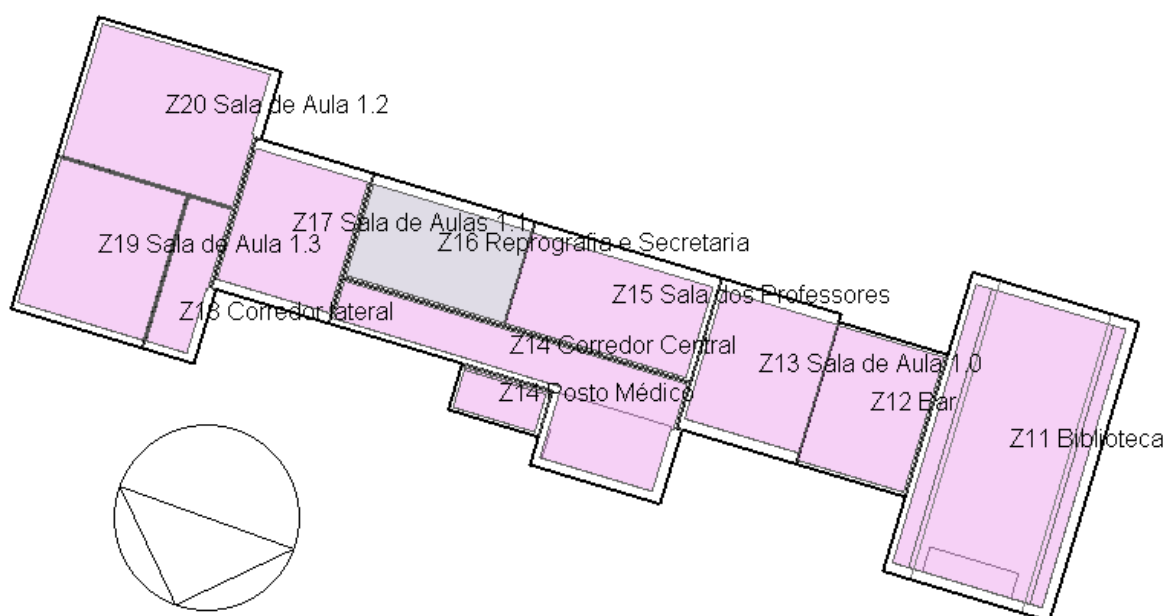 Z20 Sala de Aula 1.2
Z17 Sala de Aulas 1.1
Z16 Reprografia e Secretaria
Z19 Sala de Aula 1.3
Z15 Sala dos Professores
Z18 Corredor lateral
Z14 Corredor Central
Z13 Sala de Aula 1.0
Z14 Posto Médico
Z12 Bar
Z11 Biblioteca